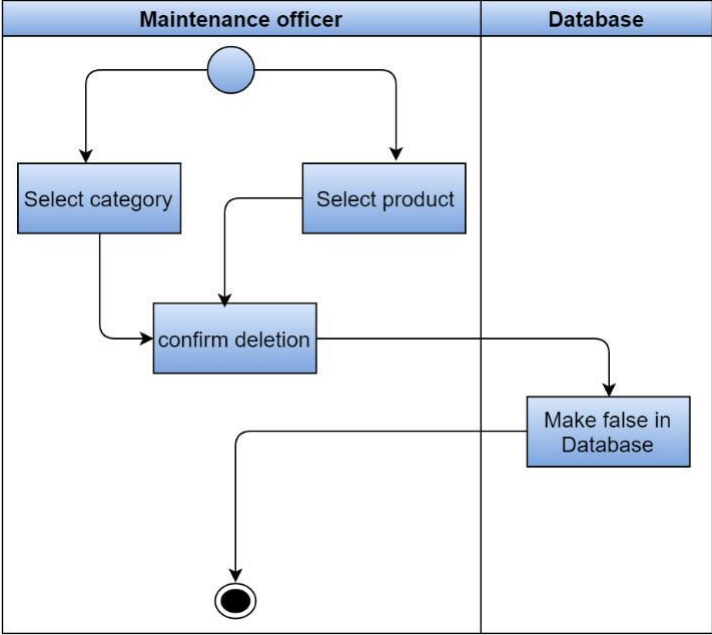 Maintenance officer
Database
Select category
Select product
confirm deletion
Make false in
Database